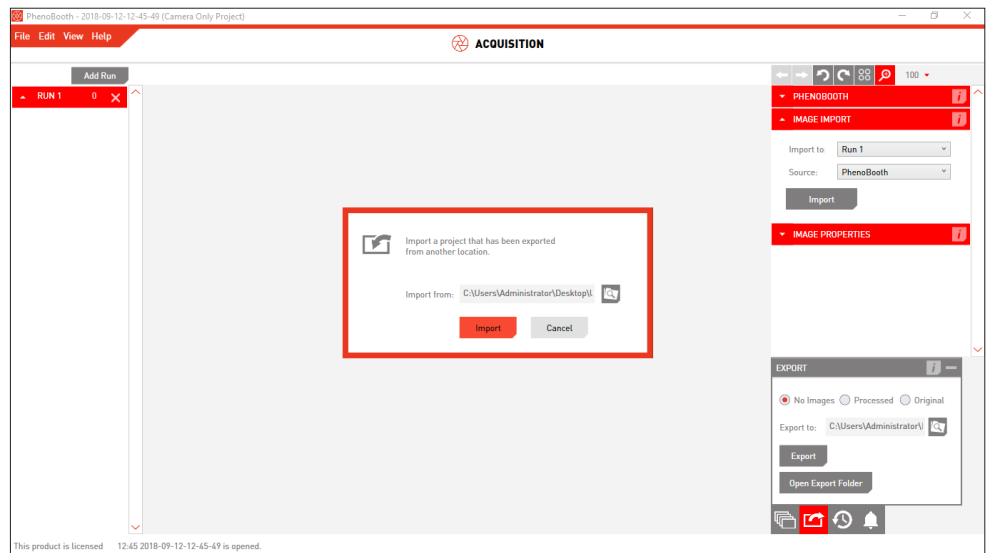 PhenoBooth - 2018-09-12-12-45-49 (Camera Only Project)
File Edit View Help
ACQUISITION
Add Run
100
RUN 1 0
PHENOBOOTH i
IMAGE IMPORT i
Import to Run 1
Source: PhenoBooth
Import
IMAGE PROPERTIES i
Import a project that has been exported
from another location.
Import from: C:\Users\Administrator\Desktop\I
Import Cancel
EXPORT i
No Images Processed Original
Export to: C:\Users\Administrator\I
Export
Open Export Folder
This product is licensed 12:45 2018-09-12-12-45-49 is opened.